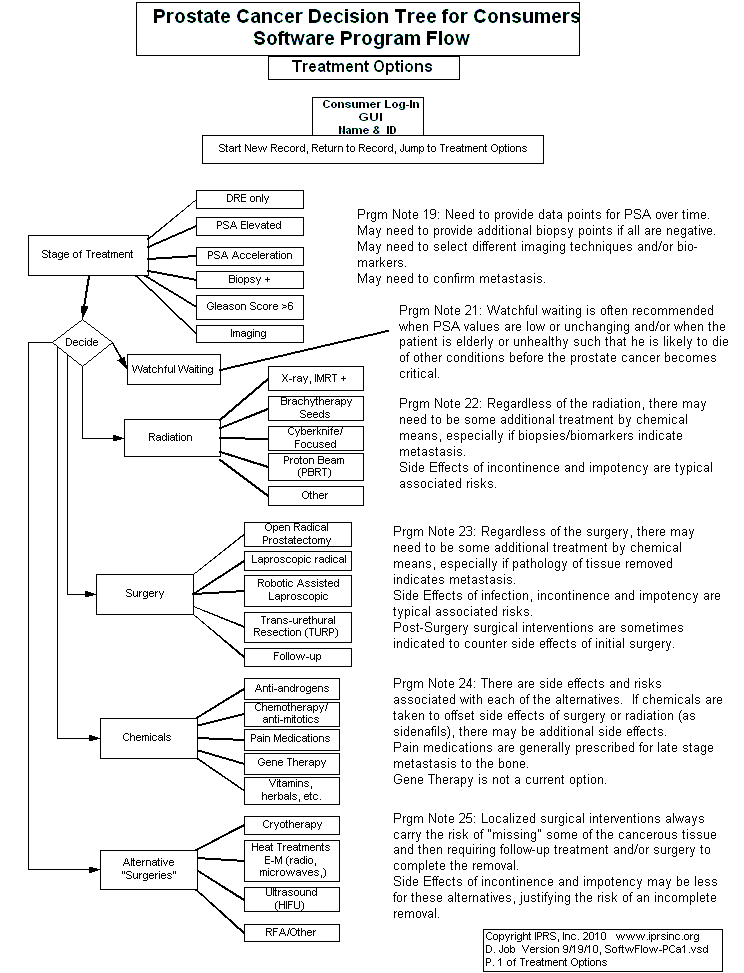 Prostate Cancer Decision Tree for Consumers
Software Program Flow
Treatment Options
Consumer Log-In
GUI
Name & ID
Start New Record, Return to Record, Jump to Treatment Options
Stage of Treatment
DRE only
PSA Elevated
PSA Acceleration
Biopsy +
Gleason Score >6
Imaging
Prgm Note 19: Need to provide data points for PSA over time.
May need to provide additional biopsy points if all are negative.
May need to select different imaging techniques and/or bio-
markers.
May need to confirm metastasis.
Decide
Watchful Waiting
Prgm Note 21: Watchful waiting is often recommended
when PSA values are low or unchanging and/or when the
patient is elderly or unhealthy such that he is likely to die
of other conditions before the prostate cancer becomes
critical.
Radiation
X-ray, IMRT +
Brachytherapy
Seeds
Cyberknife/
Focused
Proton Beam
(PBRT)
Other
Prgm Note 22: Regardless of the radiation, there may
need to be some additional treatment by chemical
means, especially if biopsies/biomarkers indicate
metastasis.
Side Effects of incontinence and impotency are typical
associated risks.
Surgery
Open Radical
Prostatectomy
Laproscopic radical
Robotic Assisted
Laproscopic
Trans-urethural
Resection (TURP)
Follow-up
Prgm Note 23: Regardless of the surgery, there may
need to be some additional treatment by chemical
means, especially if pathology of tissue removed
indicates metastasis.
Side Effects of infection, incontinence and impotency are
typical associated risks.
Post-Surgery surgical interventions are sometimes
indicated to counter side effects of initial surgery.
Chemicals
Anti-androgens
Chemotherapy/
anti-mitotics
Pain Medications
Gene Therapy
Vitamins,
herbals, etc.
Prgm Note 24: There are side effects and risks
associated with each of the alternatives.  If chemicals are
taken to offset side effects of surgery or radiation (as
sidenafils), there may be additional side effects.
Pain medications are generally prescribed for late stage
metastasis to the bone.
Gene Therapy is not a current option.
Alternative
"Surgeries"
Cryotherapy
Heat Treatments
E-M (radio,
microwaves,)
Ultrasound
(HIFU)
RFA/Other
Prgm Note 25: Localized surgical interventions always
carry the risk of "missing" some of the cancerous tissue
and then requiring follow-up treatment and/or surgery to
complete the removal.
Side Effects of incontinence and impotency may be less
for these alternatives, justifying the risk of an incomplete
removal.
Copyright IPRS, Inc. 2010   www.iprsinc.org
D. Job  Version 9/19/10, SoftwFlow-PCa1.vsd
P. 1 of Treatment Options